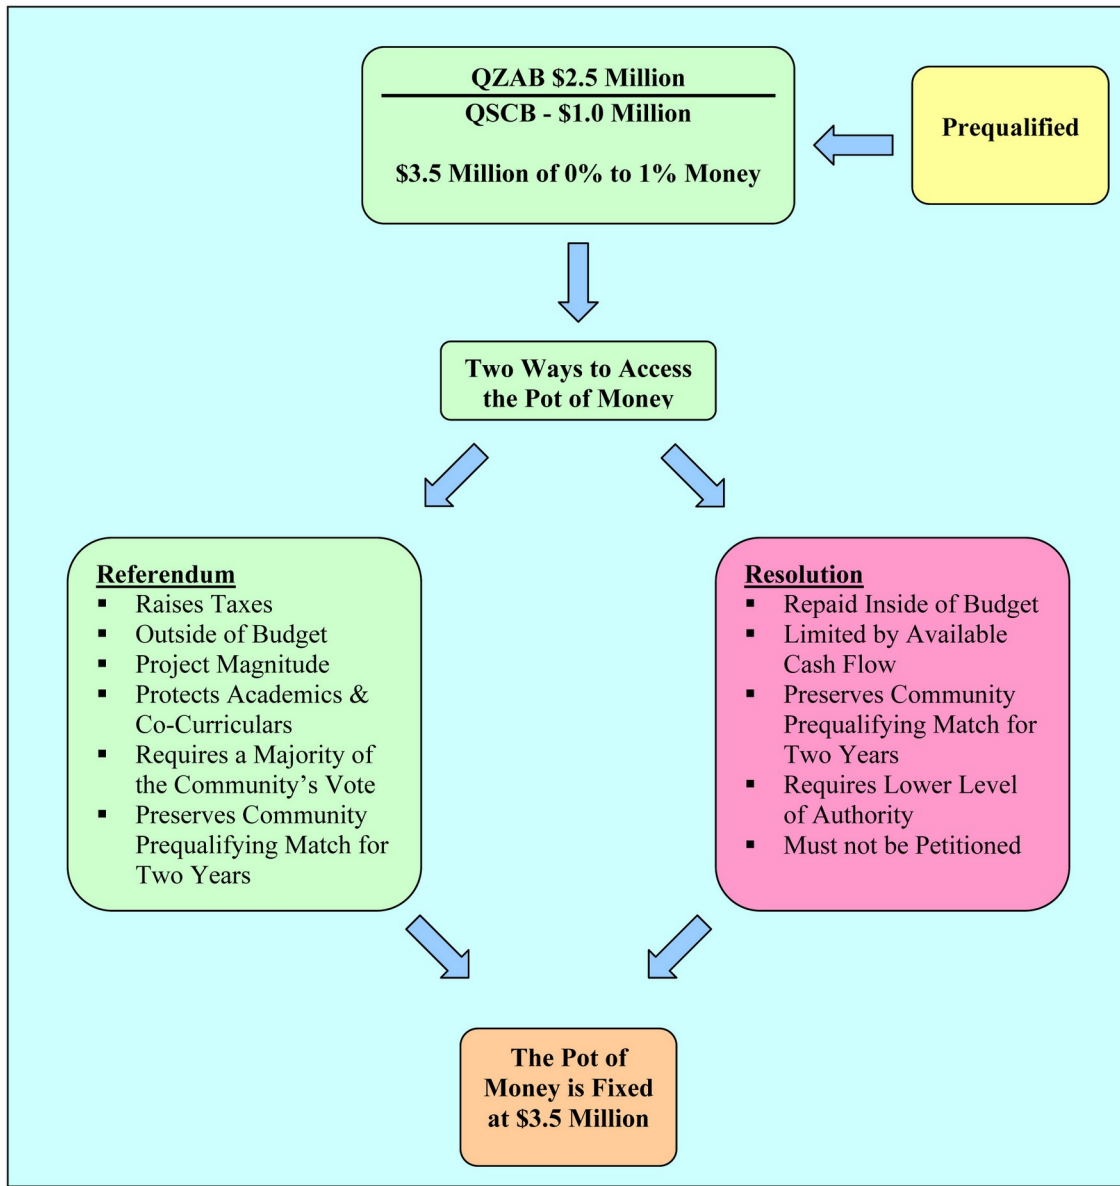 QZAB $2.5 Million
QSCB - $1.0 Million
$3.5 Million of 0% to 1% Money
Prequalified
Two Ways to Access
the Pot of Money
Referendum
▪ Raises Taxes
▪ Outside of Budget
▪ Project Magnitude
▪ Protects Academics &
Co-Curriculars
▪ Requires a Majority of
the Community’s Vote
▪ Preserves Community
Prequalifying Match for
Two Years
Resolution
▪ Repaid Inside of Budget
▪ Limited by Available
Cash Flow
▪ Preserves Community
Prequalifying Match for
Two Years
▪ Requires Lower Level
of Authority
▪ Must not be Petitioned
The Pot of
Money is Fixed
at $3.5 Million